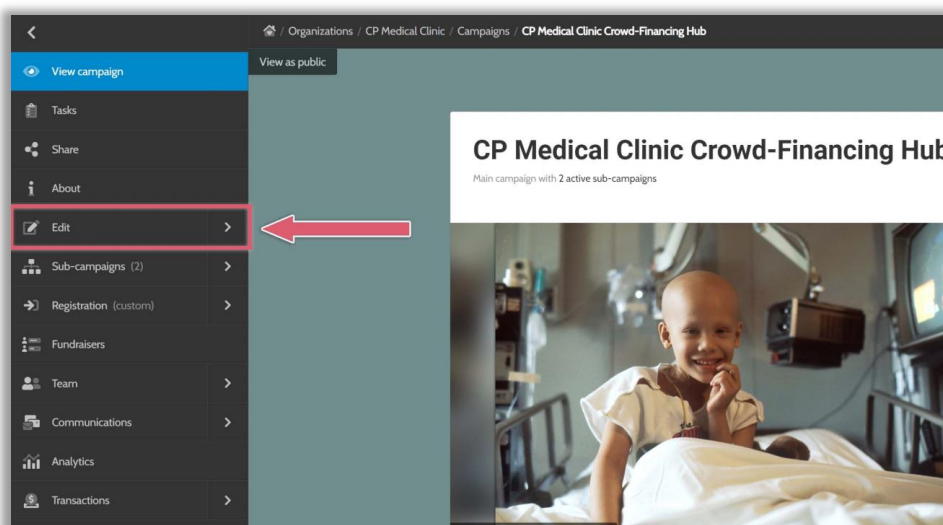 / Organizations / CP Medical Clinic / Campaigns / CP Medical Clinic Crowd-Financing Hub
View campaign
View as public
Tasks
Share
About
Edit
Sub-campaigns (2)
Registration (custom)
Fundraisers
Team
Communications
Analytics
Transactions
CP Medical Clinic Crowd-Financing Hub
Main campaign with 2 active sub-campaigns